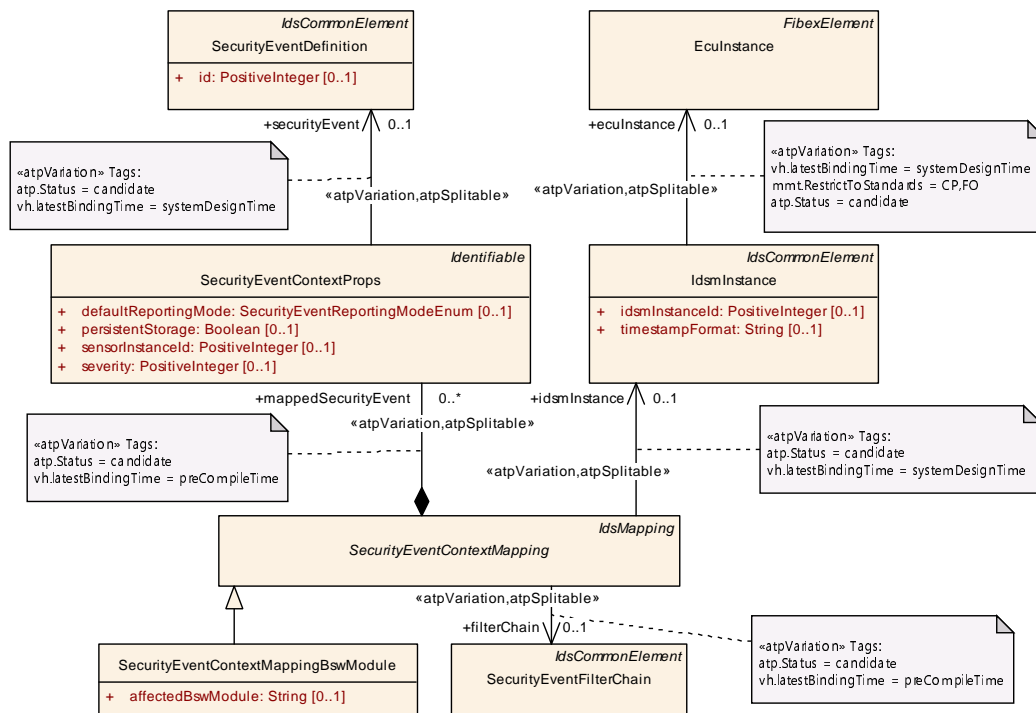 IdsCommonElement
SecurityEventDefinition
+ id: PositiveInteger [0..1]
FibexElement
EcuInstance
+securityEvent 0..1
+ecuInstance 0..1
«atpVariation» Tags:
atp.Status = candidate
vh.latestBindingTime = systemDesignTime
«atpVariation,atpSplitable»
«atpVariation,atpSplitable»
«atpVariation» Tags:
vh.latestBindingTime = systemDesignTime
mmt.RestrictToStandards = CP,FO
atp.Status = candidate
Identifiable
SecurityEventContextProps
+ defaultReportingMode: SecurityEventReportingModeEnum [0..1]
+ persistentStorage: Boolean [0..1]
+ sensorInstanceId: PositiveInteger [0..1]
+ severity: PositiveInteger [0..1]
IdsCommonElement
IdsmInstance
+ idsmInstanceId: PositiveInteger [0..1]
+ timestampFormat: String [0..1]
+mappedSecurityEvent 0..*
«atpVariation,atpSplitable»
+idsmInstance 0..1
«atpVariation,atpSplitable»
«atpVariation» Tags:
atp.Status = candidate
vh.latestBindingTime = preCompileTime
«atpVariation» Tags:
atp.Status = candidate
vh.latestBindingTime = systemDesignTime
IdsMapping
SecurityEventContextMapping
«atpVariation,atpSplitable»
+filterChain 0..1
«atpVariation» Tags:
atp.Status = candidate
vh.latestBindingTime = preCompileTime
SecurityEventContextMappingBswModule
+ affectedBswModule: String [0..1]
IdsCommonElement
SecurityEventFilterChain